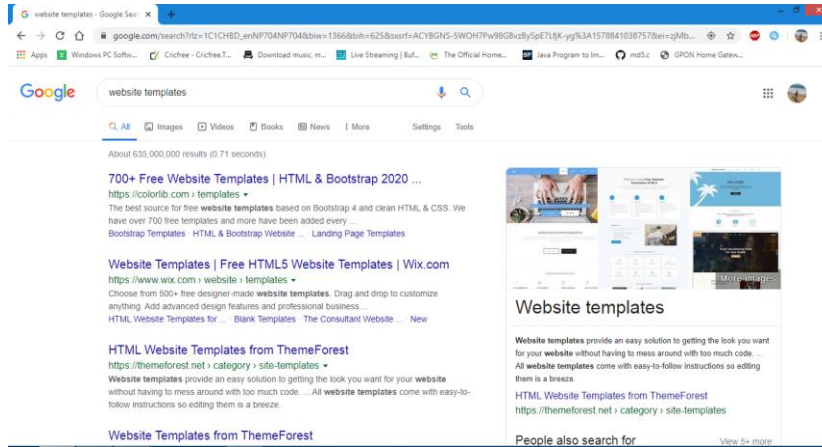 website templates - Google Sear
google.com/search?rlz=1C1CHBD_enNP704NP704&biw=1366&bih=625&sxsrf=ACYBGNS-5WOH7Pw98GBvzBySpE7LfjK-yg%3A1578841038757&ei=zjMb...
Apps Windows PC Softw... Cricfree - Cricfree.T... Download music, m... Live Streaming | Buf... The Official Home... Java Program to Im... md5.c GPON Home Gatew...
Google
website templates
All Images Videos Books News More Settings Tools
About 635,000,000 results (0.71 seconds)
700+ Free Website Templates | HTML & Bootstrap 2020 ...
https://colorlib.com › templates
The best source for free website templates based on Bootstrap 4 and clean HTML & CSS. We
have over 700 free templates and more have been added every ...
Bootstrap Templates · HTML & Bootstrap Website ... · Landing Page Templates
Website Templates | Free HTML5 Website Templates | Wix.com
https://www.wix.com › website › templates
Choose from 500+ free designer-made website templates. Drag and drop to customize
anything. Add advanced design features and professional business ...
HTML Website Templates for ... · Blank Templates · The Consultant Website ... · New
HTML Website Templates from ThemeForest
https://themeforest.net › category › site-templates
Website templates provide an easy solution to getting the look you want for your website
without having to mess around with too much code. ... All website templates come with easy-to-
follow instructions so editing them is a breeze.
Website Templates from ThemeForest
More images
Website templates
Website templates provide an easy solution to getting the look you want
for your website without having to mess around with too much code. ...
All website templates come with easy-to-follow instructions so editing
them is a breeze.
HTML Website Templates from ThemeForest
https://themeforest.net › category › site-templates
People also search for
View 5+ more